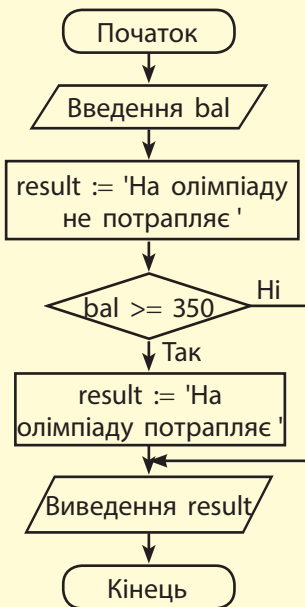 Початок
Введення bal
result := 'На олімпіаду
не потрапляє '
bal >= 350
Ні
Так
result := 'На
олімпіаду потрапляє '
Виведення result
Кінець